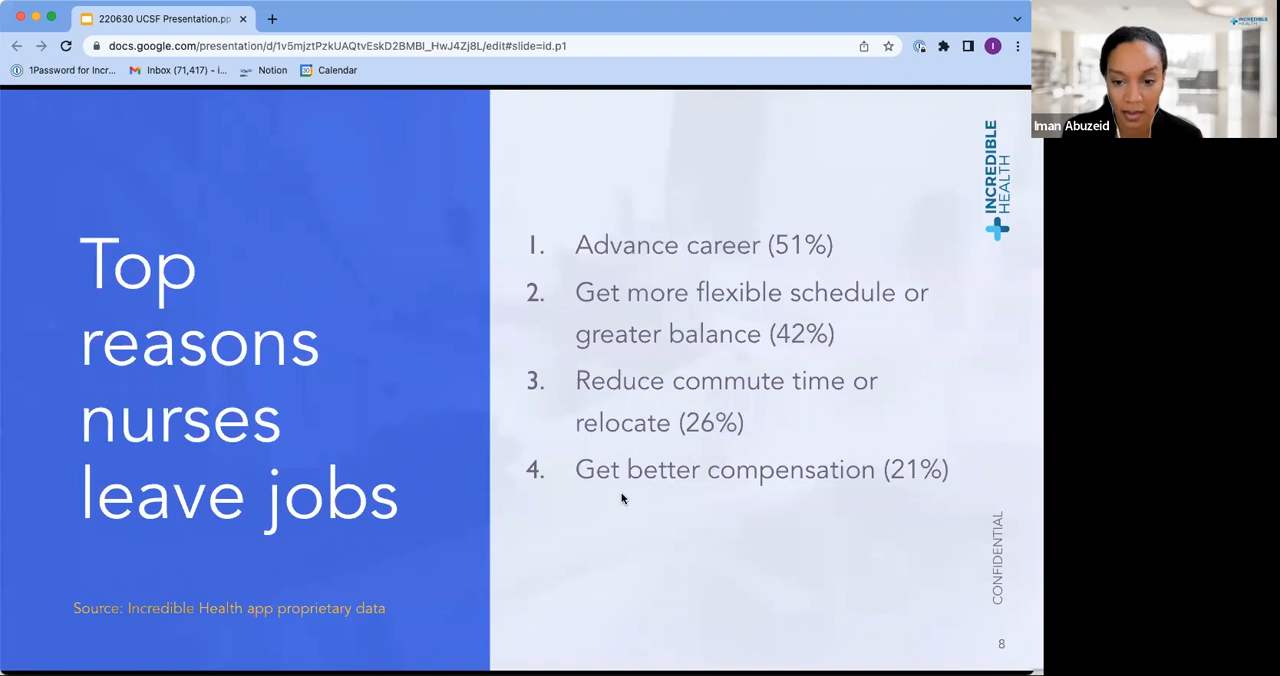 220630 UCSF Presentation.pp
docs.google.com/presentation/d/1v5mjztPzkUAQtvEskD2BMBI_HwJ4Zj8L/edit#slide=id.p1
1Password for Incr...
Inbox (71,417) - i...
Notion
Calendar
INCREDIBLE HEALTH
Iman Abuzeid
Top
reasons
nurses
leave jobs
Source: Incredible Health app proprietary data
1. Advance career (51%)
2. Get more flexible schedule or
greater balance (42%)
3. Reduce commute time or
relocate (26%)
4. Get better compensation (21%)
INCREDIBLE
HEALTH
CONFIDENTIAL
8